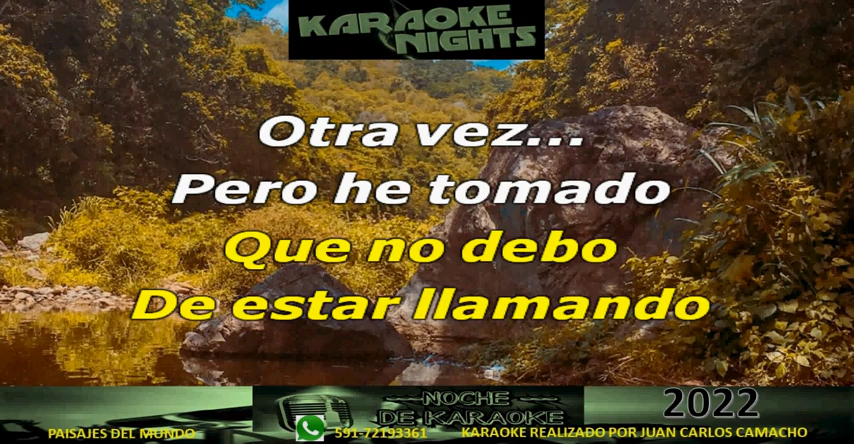 KARAOKE
NIGHTS
Otra vez...
Pero he tomado
Que no debo
De estar llamando
NOCHE
DE KARAOKE
2022
PAISAJES DEL MUNDO
591-72193361
KARAOKE REALIZADO POR JUAN CARLOS CAMACHO